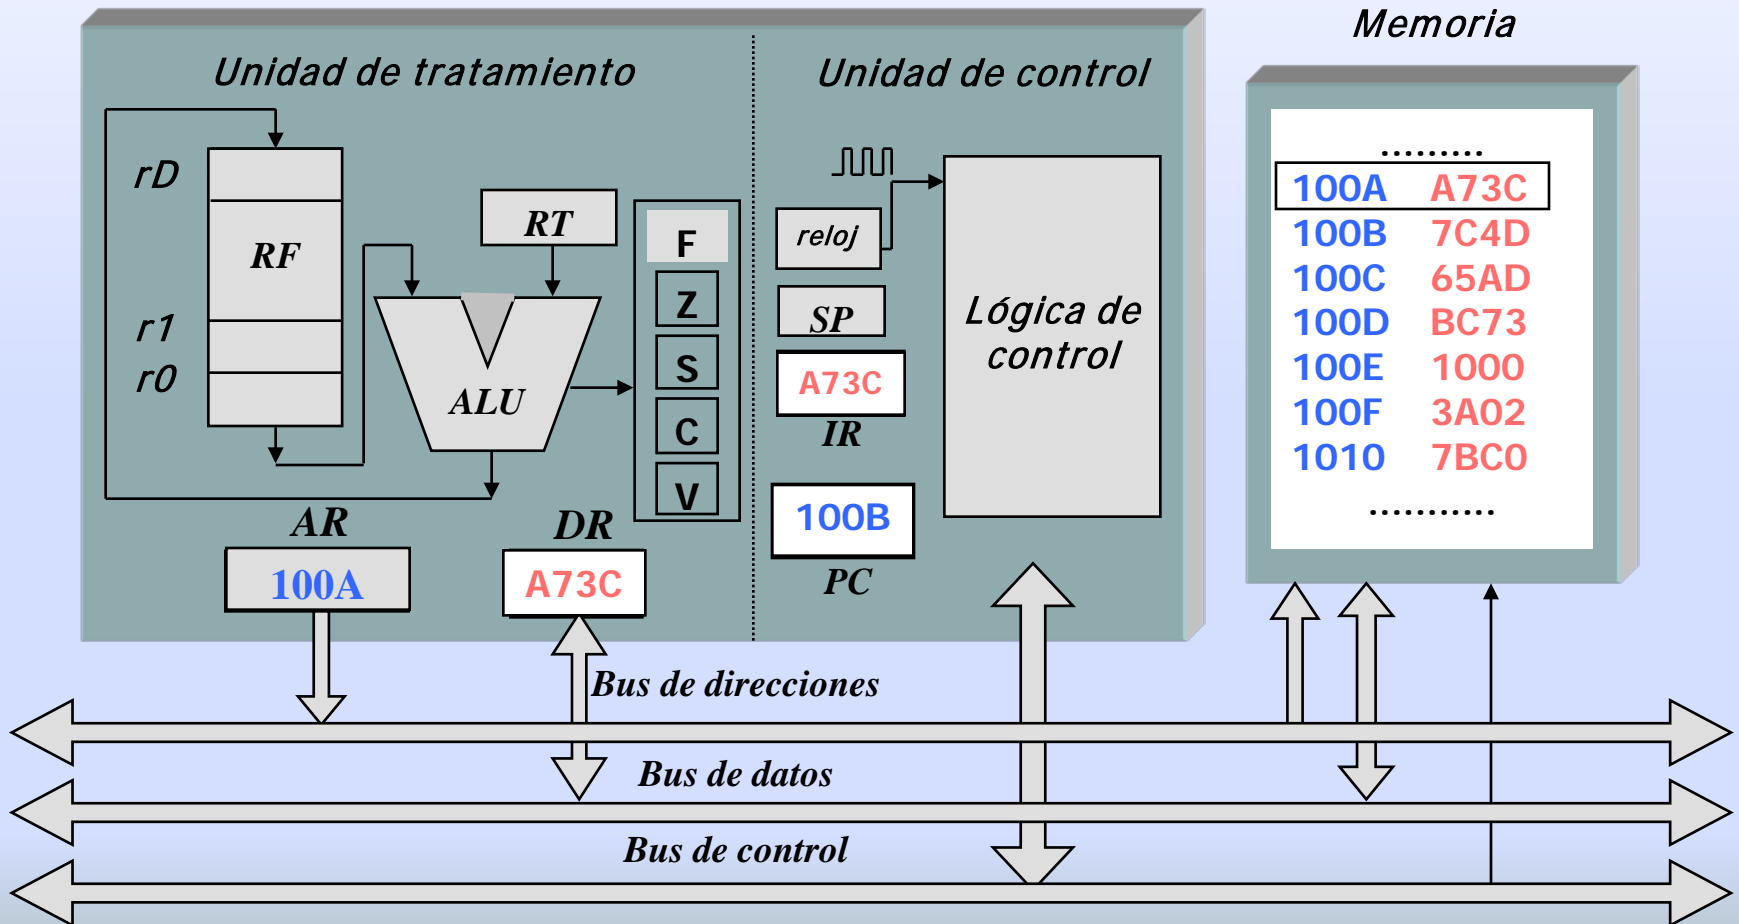 Memoria
Unidad de tratamiento
Unidad de control
rD
RF
r1
r0
RT
ALU
F
Z
S
C
V
reloj
SP
A73C
IR
100B
PC
Lógica de
control
AR
100A
DR
A73C
.........
100A A73C
100B 7C4D
100C 65AD
100D BC73
100E 1000
100F 3A02
1010 7BC0
...........
Bus de direcciones
Bus de datos
Bus de control